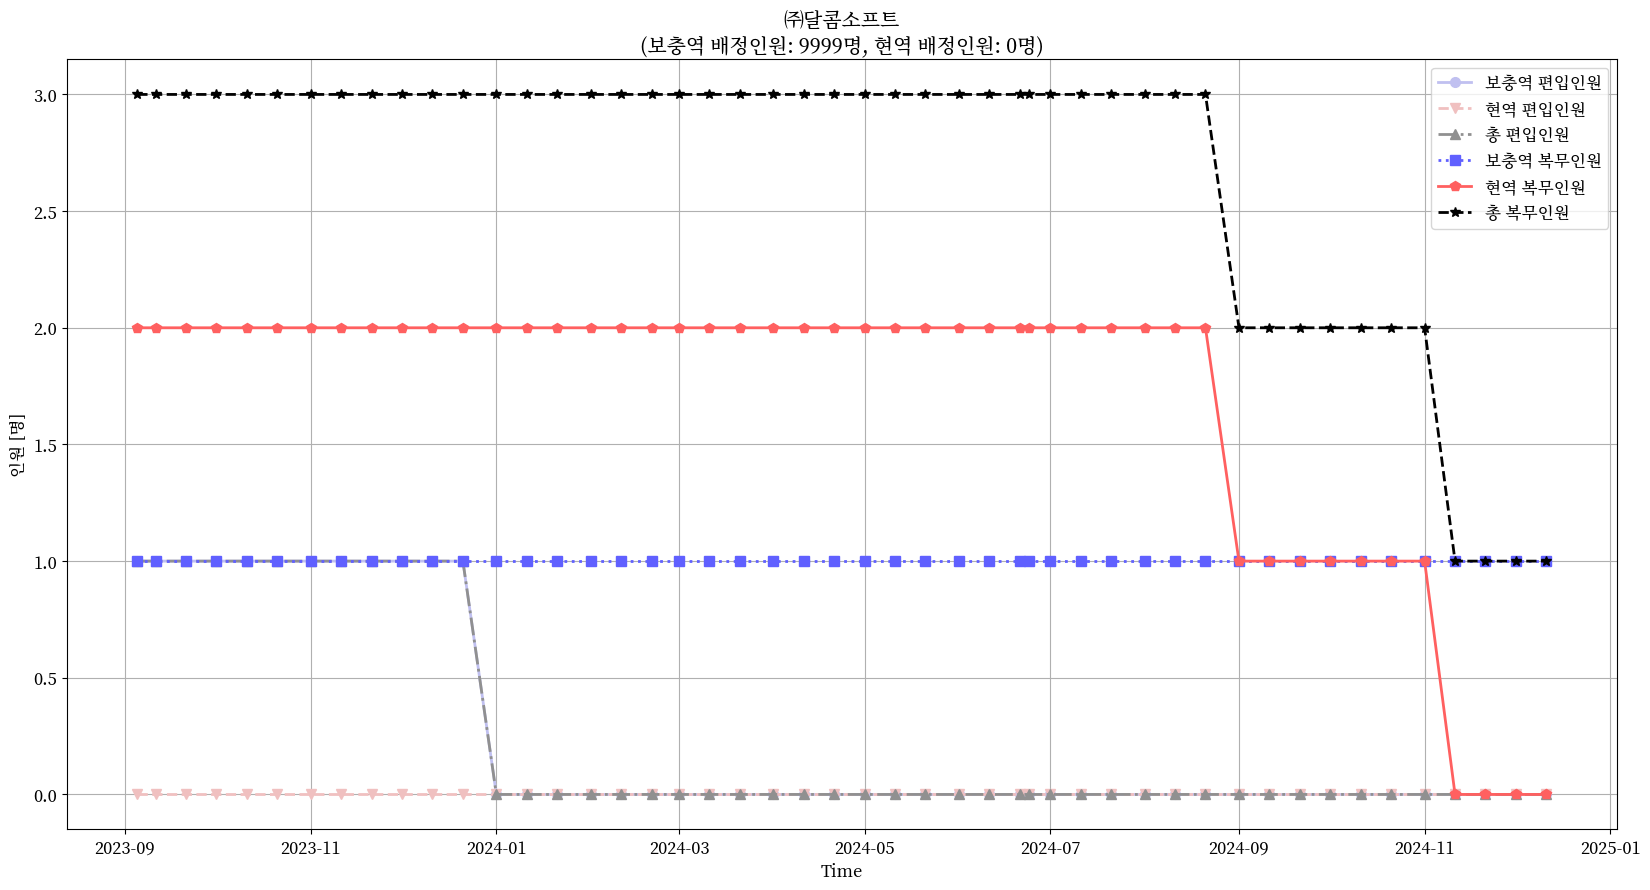 ㈜달콤소프트
(보충역 배정인원: 9999명, 현역 배정인원: 0명)
보충역 편입인원
현역 편입인원
총 편입인원
보충역 복무인원
현역 복무인원
총 복무인원
3.0
2.5
2.0
1.5
1.0
0.5
0.0
인원 [명]
2023-09
2023-11
2024-01
2024-03
2024-05
2024-07
2024-09
2024-11
2025-01
Time